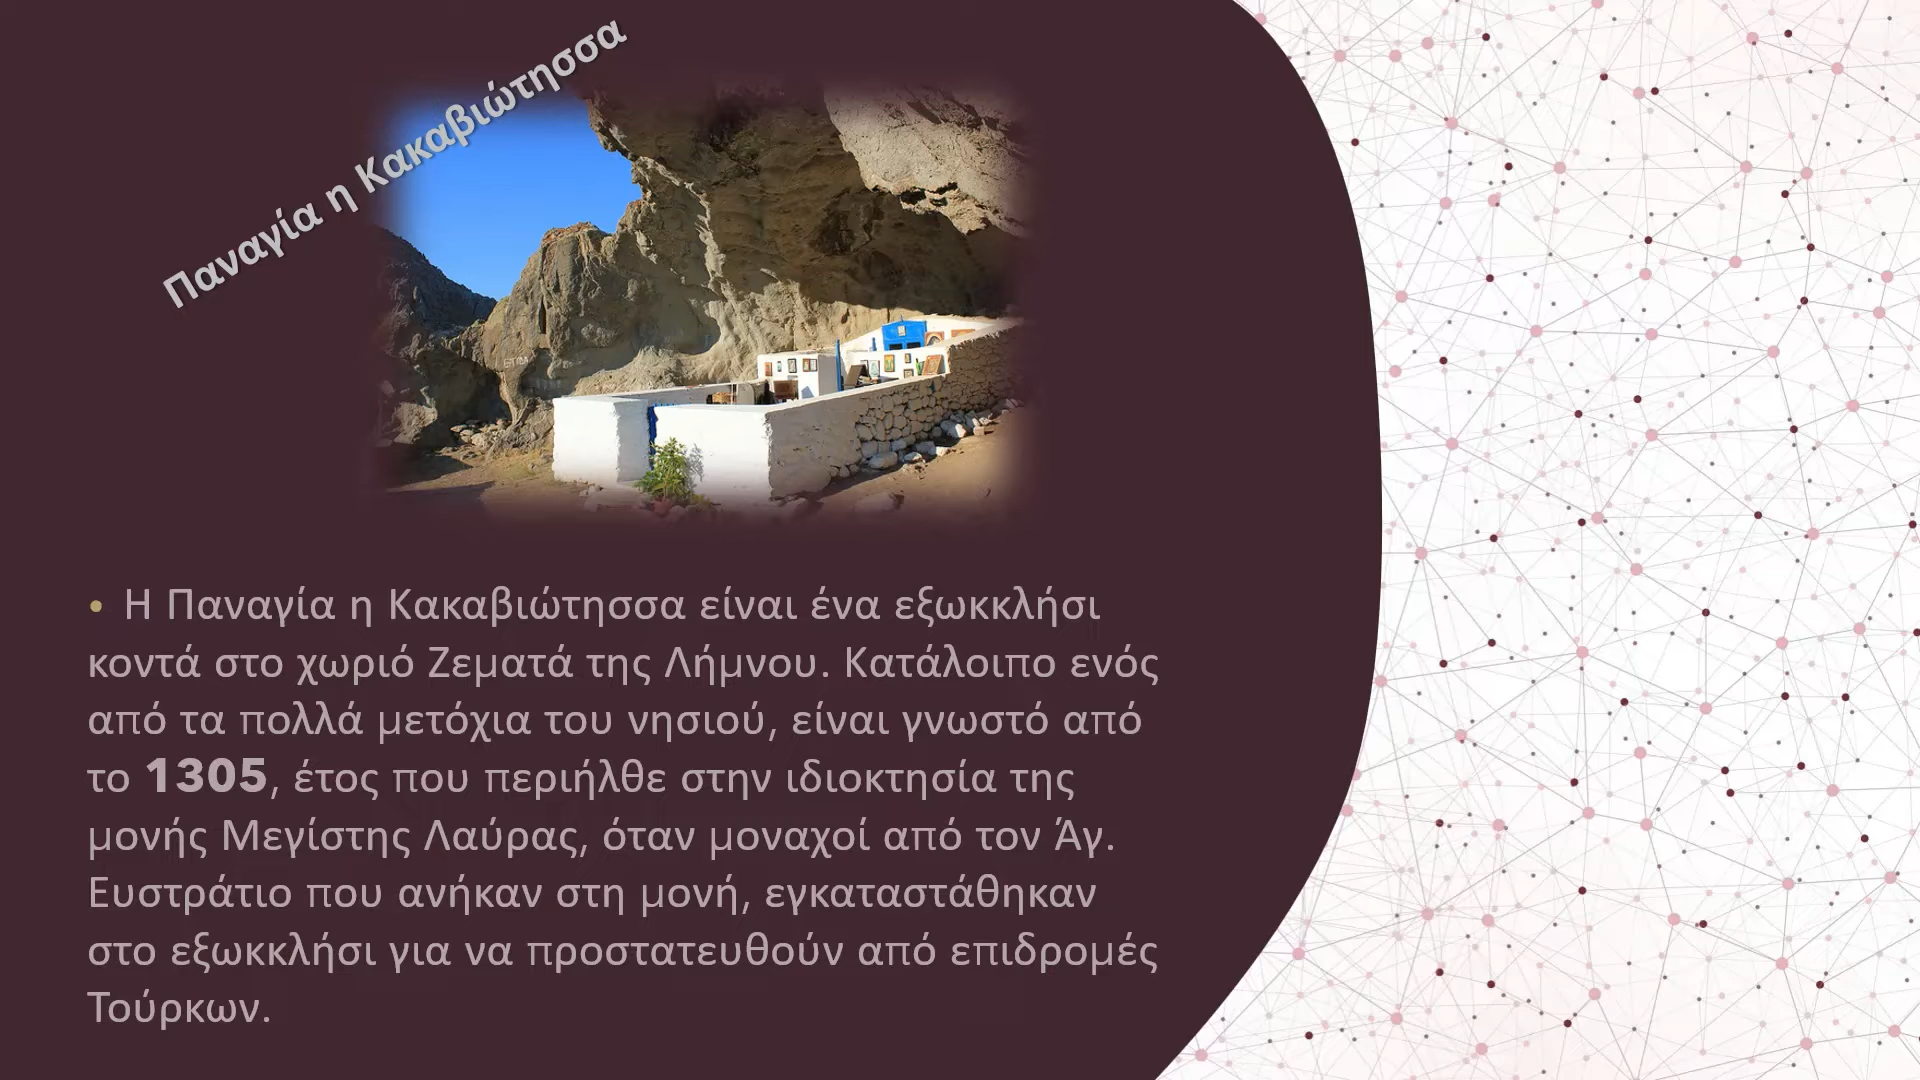 Παναγία η Κακαβιώτησσα
• Η Παναγία η Κακαβιώτησσα είναι ένα εξωκκλήσι
κοντά στο χωριό Ζεματά της Λήμνου. Κατάλοιπο ενός
από τα πολλά μετόχια του νησιού, είναι γνωστό από
το 1305, έτος που περιήλθε στην ιδιοκτησία της
μονής Μεγίστης Λαύρας, όταν μοναχοί από τον Άγ.
Ευστράτιο που ανήκαν στη μονή, εγκαταστάθηκαν
στο εξωκκλήσι για να προστατευθούν από επιδρομές
Τούρκων.